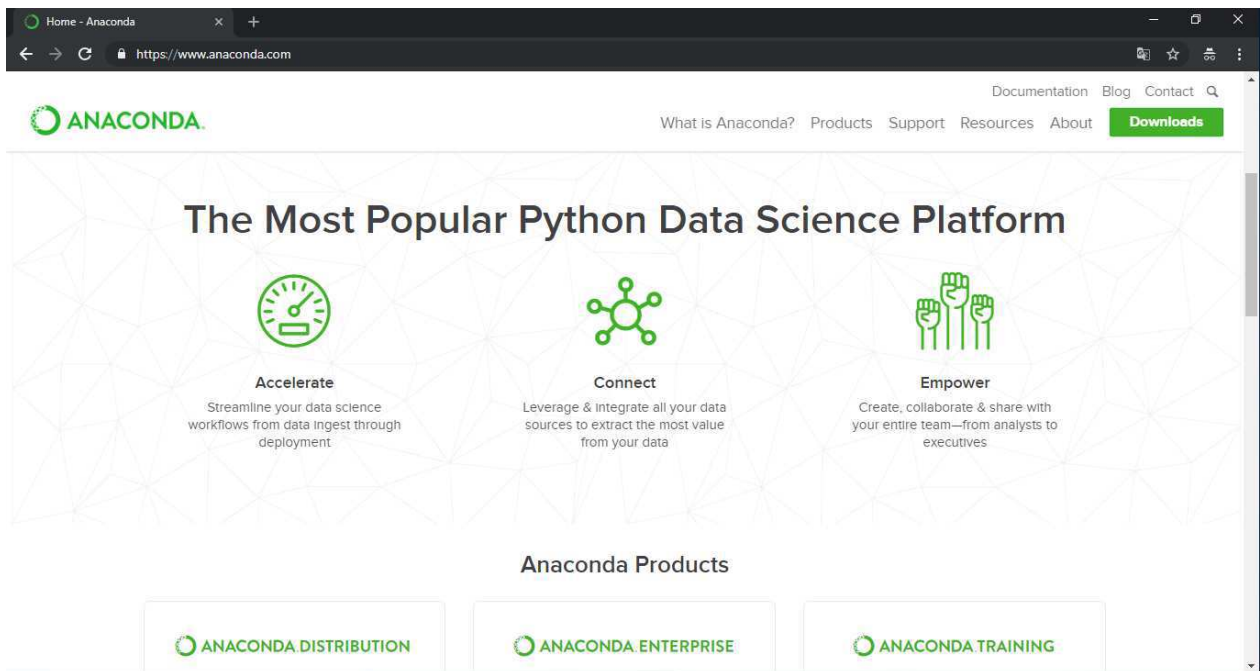 Home - Anaconda
https://www.anaconda.com
Documentation Blog Contact
ANACONDA.
What is Anaconda? Products Support Resources About Downloads
The Most Popular Python Data Science Platform
Accelerate
Streamline your data science
workflows from data ingest through
deployment
Connect
Leverage & integrate all your data
sources to extract the most value
from your data
Empower
Create, collaborate & share with
your entire team—from analysts to
executives
Anaconda Products
ANACONDA.DISTRIBUTION
ANACONDA.ENTERPRISE
ANACONDA.TRAINING